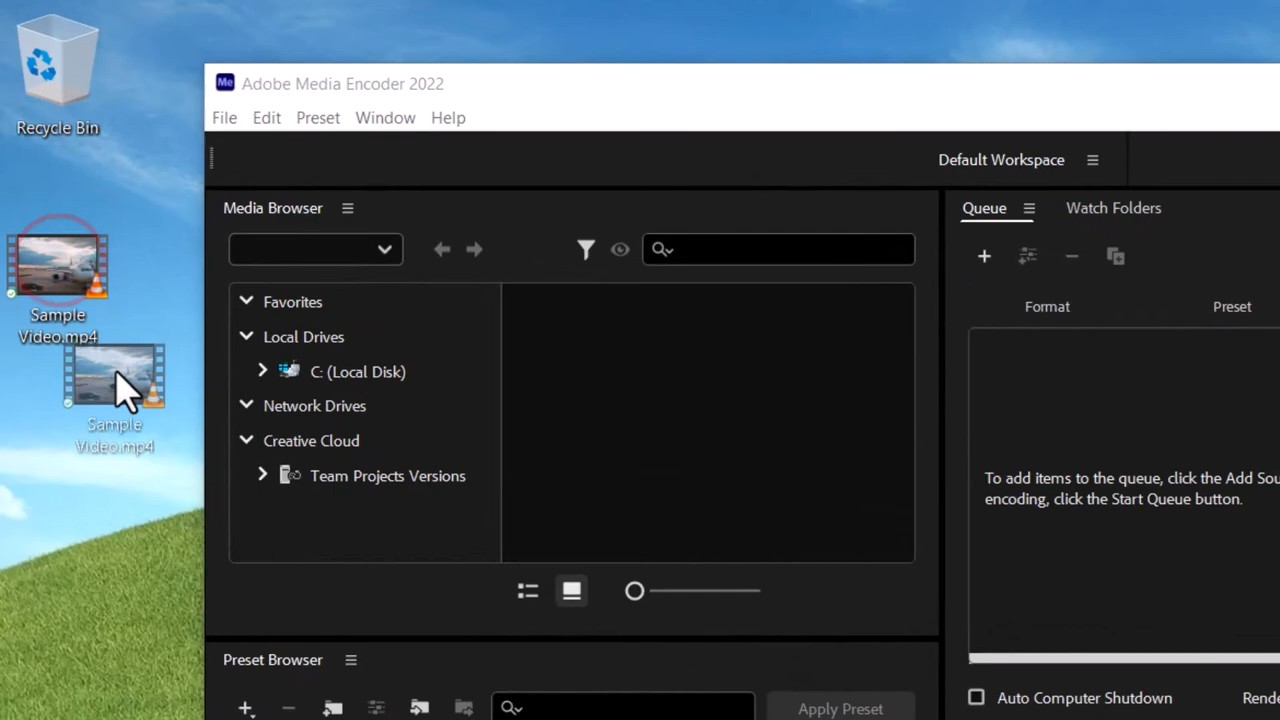 Recycle Bin
Me Adobe Media Encoder 2022
File Edit Preset Window Help
Default Workspace
Media Browser
Queue Watch Folders
Sample
Video.mp4
Favorites
Local Drives
C: (Local Disk)
Network Drives
Creative Cloud
Team Projects Versions
Format Preset
Sample
Video.mp4
To add items to the queue, click the Add Sou
encoding, click the Start Queue button.
Preset Browser
Apply Preset
Auto Computer Shutdown Rende